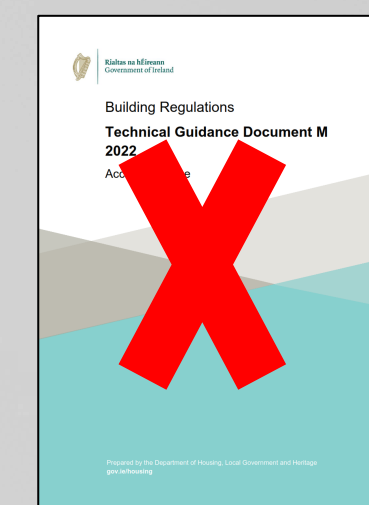 Rialtas na hÉireann
Government of Ireland
Building Regulations
Technical Guidance Document M
2022
Prepared by the Department of Housing, Local Government and Heritage
gov.ie/housing